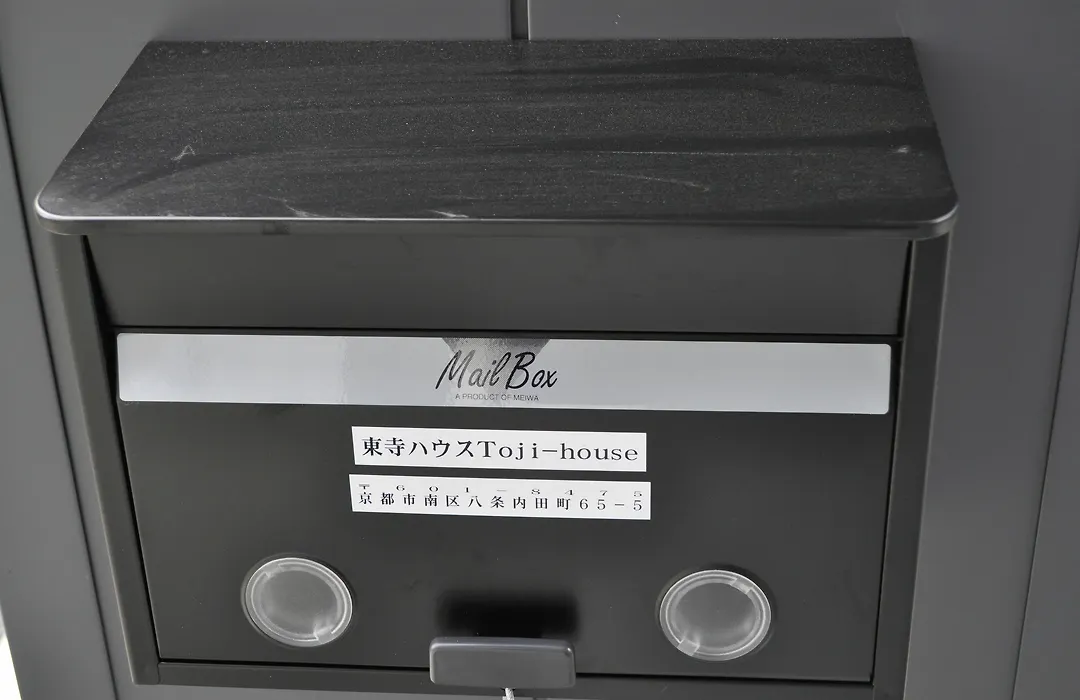 Mail Box
A PRODUCT OF MEIWA
東寺ハウスToji-house
〒601-8475
京都市南区八条内田町65-5